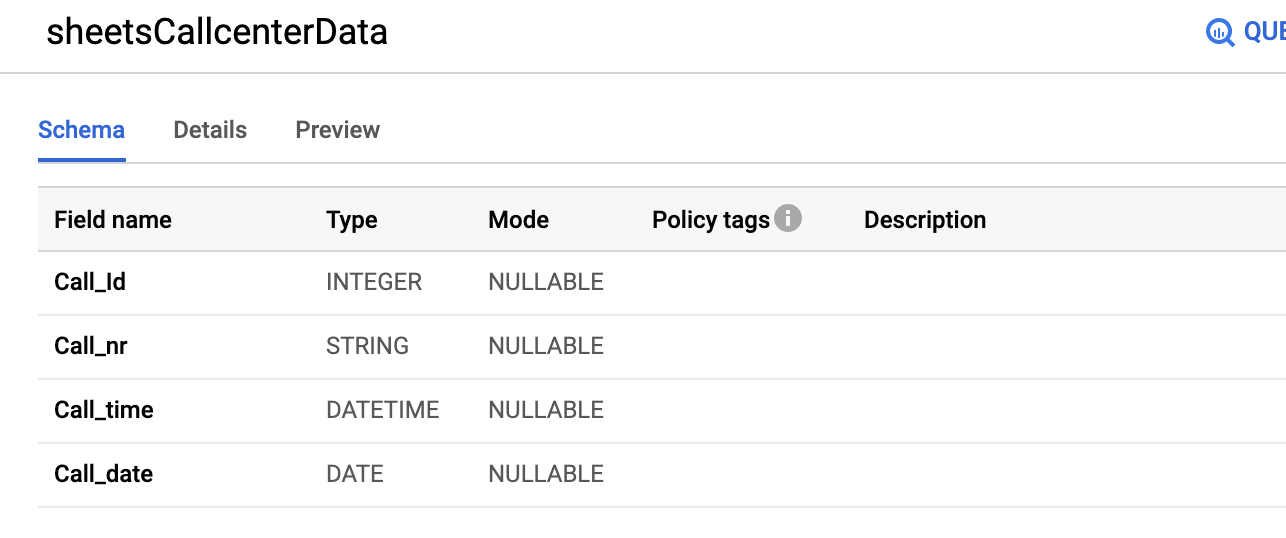 sheetsCallcenterData
QUE
Schema Details Preview
Field name Type Mode Policy tags Description
Call_Id INTEGER NULLABLE
Call_nr STRING NULLABLE
Call_time DATETIME NULLABLE
Call_date DATE NULLABLE